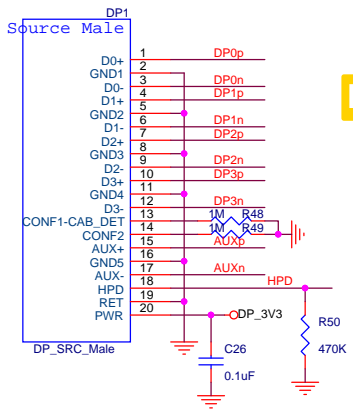 DP1
Source Male
D0+ 1 DP0p
GND1 2
D0- 3 DP0n
D1+ 4 DP1p
GND2 5
D1- 6 DP1n
D2+ 7 DP2p
GND3 8
D2- 9 DP2n
D3+ 10 DP3p
GND4 11
D3- 12 DP3n
CONF1-CAB_DET 13 1M R48
CONF2 14 1M R49
AUX+ 15 AUXp
GND5 16
AUX- 17 AUXn
HPD 18 HPD
RET 19
PWR 20 DP_3V3
R50
470K
DP_SRC_Male
C26
0.1uF